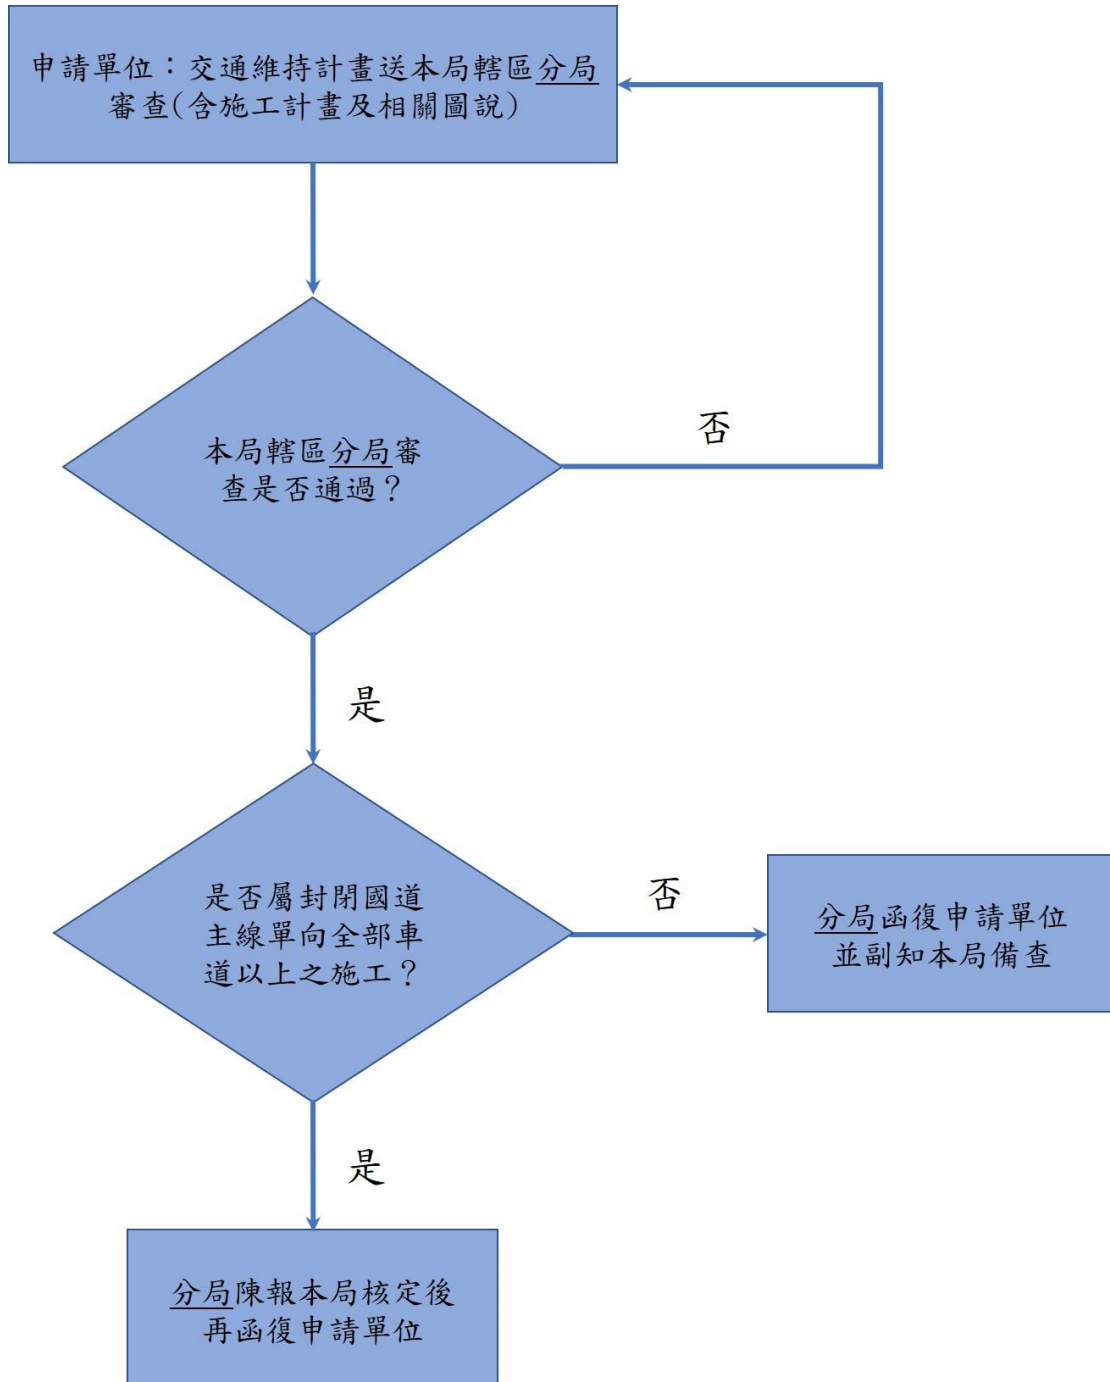 申請單位：交通維持計畫送本局轄區分局
審查(含施工計畫及相關圖說)
否
本局轄區分局審
查是否通過？
是
是否屬封閉國道
主線單向全部車
道以上之施工？
否
分局函復申請單位
並副知本局備查
是
分局陳報本局核定後
再函復申請單位